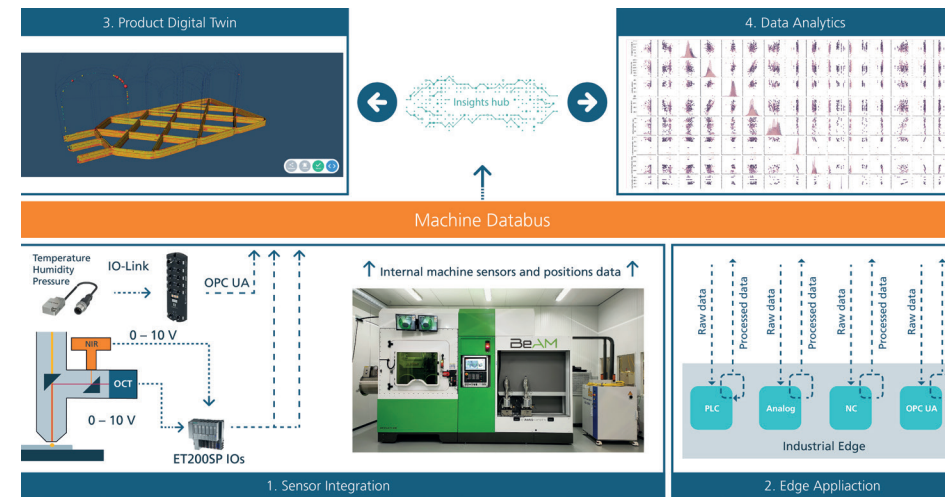 3. Product Digital Twin
4. Data Analytics
Insights hub
Machine Databus
Temperature
Humidity
Pressure
IO-Link
OPC UA
0 – 10 V
NIR
OCT
0 – 10 V
ET200SP IOs
Internal machine sensors and positions data
BeAM
Raw data
Processed data
Raw data
Processed data
Raw data
Processed data
Raw data
Processed data
PLC
Analog
NC
OPC UA
Industrial Edge
1. Sensor Integration
2. Edge Appliaction